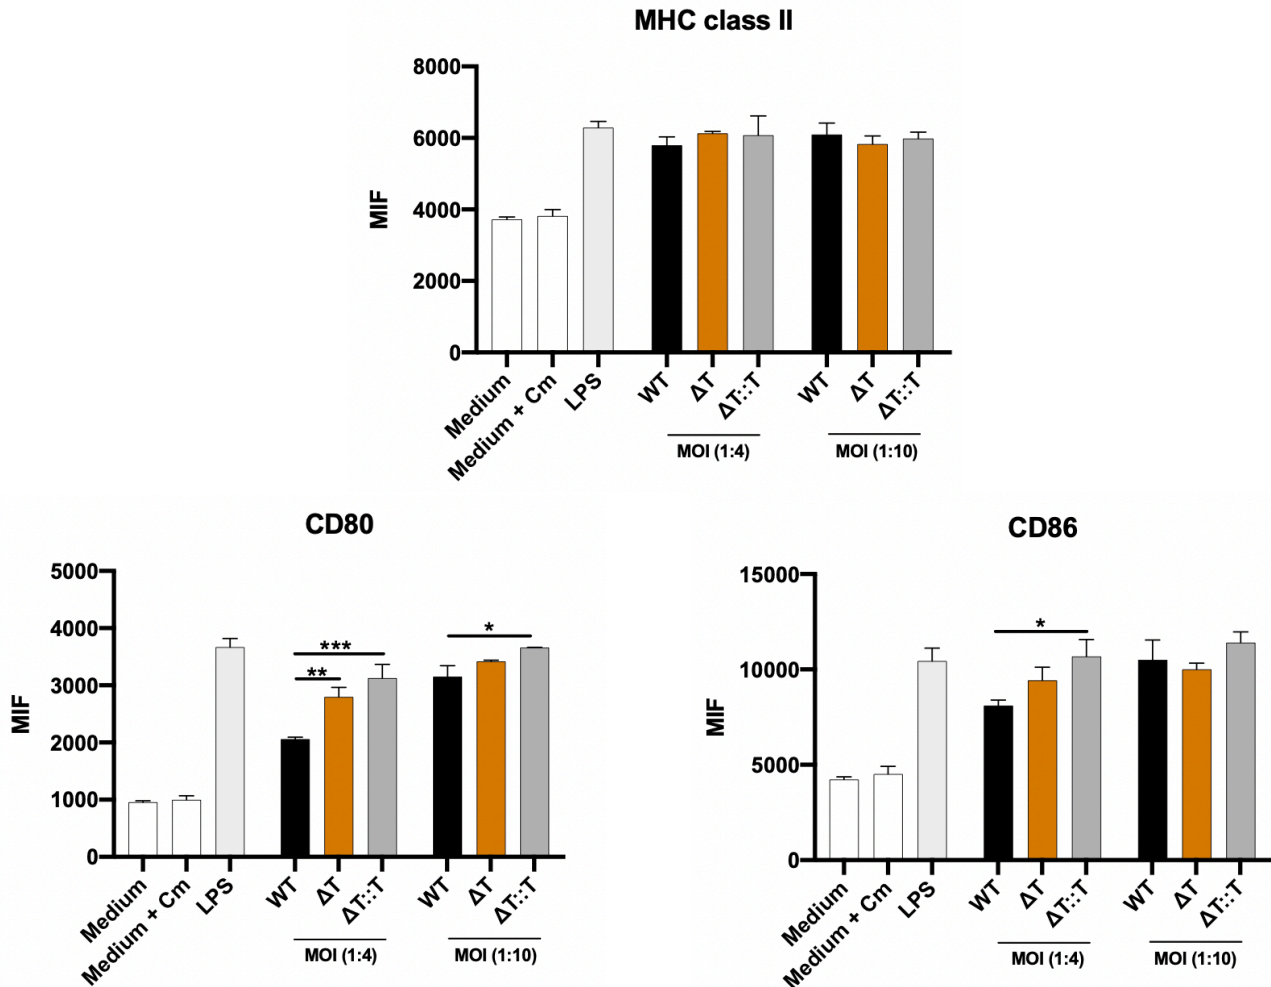 MHC class II
8000
6000
4000
2000
0
MIF
Medium
Medium + Cm
LPS
WT
ΔT
ΔT::T
WT
ΔT
ΔT::T
MOI (1:4)
MOI (1:10)
CD80
5000
4000
3000
2000
1000
0
MIF
***
**
*
Medium
Medium + Cm
LPS
WT
ΔT
ΔT::T
WT
ΔT
ΔT::T
MOI (1:4)
MOI (1:10)
CD86
15000
10000
5000
0
MIF
*
Medium
Medium + Cm
LPS
WT
ΔT
ΔT::T
WT
ΔT
ΔT::T
MOI (1:4)
MOI (1:10)